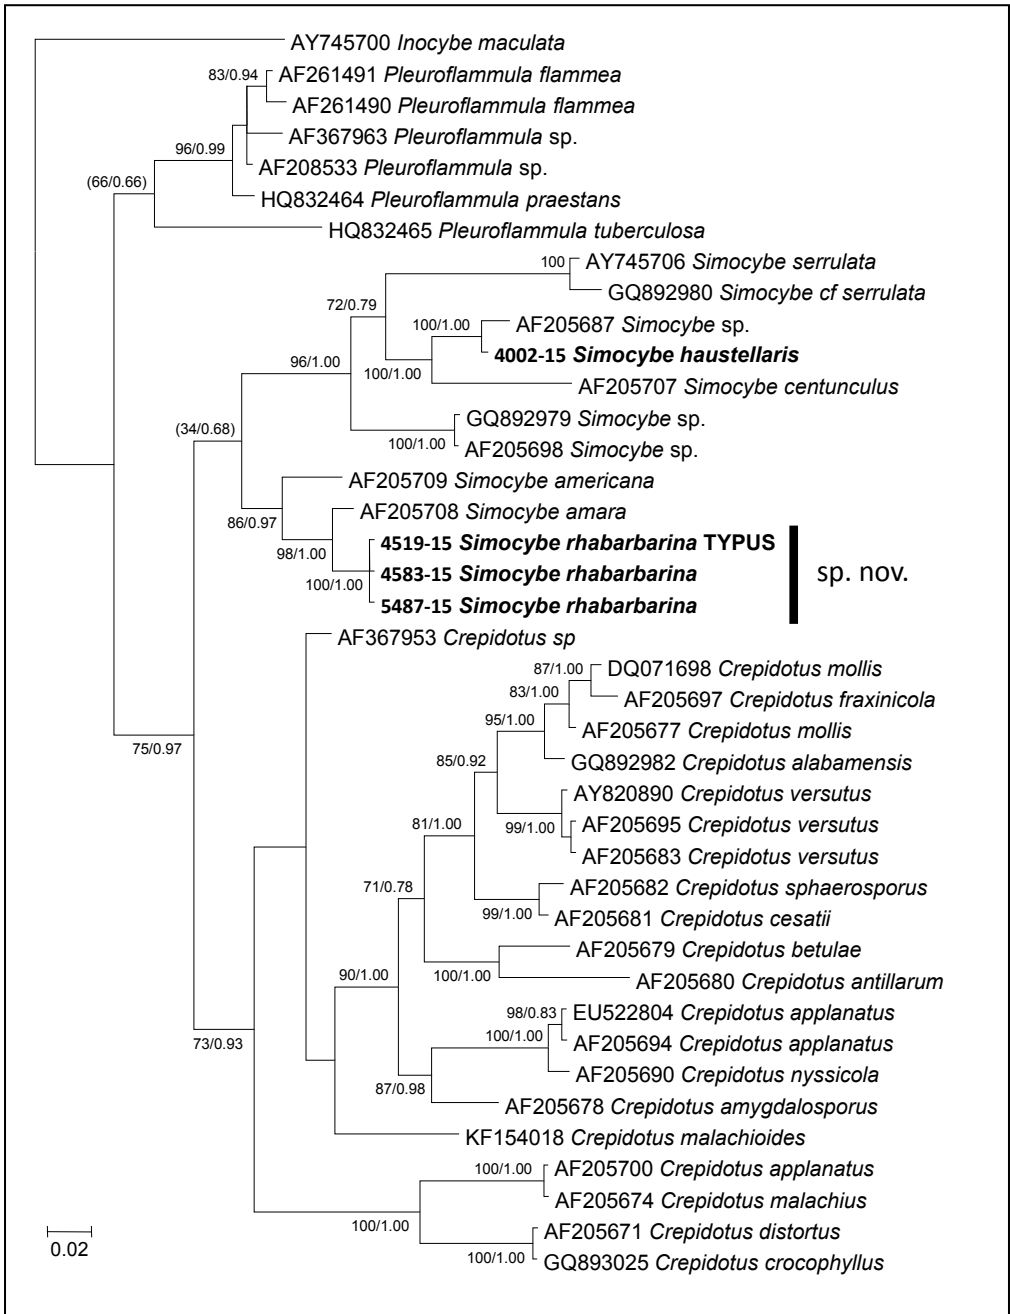 AY745700 Inocybe maculata
83/0.94
AF261491 Pleuroflammula flammea
AF261490 Pleuroflammula flammea
AF367963 Pleuroflammula sp.
96/0.99
AF208533 Pleuroflammula sp.
(66/0.66)
HQ832464 Pleuroflammula praestans
HQ832465 Pleuroflammula tuberculosa
100
AY745706 Simocybe serrulata
GQ892980 Simocybe cf serrulata
72/0.79
100/1.00
AF205687 Simocybe sp.
4002-15 Simocybe haustellaris
96/1.00
100/1.00
AF205707 Simocybe centunculus
GQ892979 Simocybe sp.
(34/0.68)
100/1.00
AF205698 Simocybe sp.
AF205709 Simocybe americana
86/0.97
AF205708 Simocybe amara
98/1.00
4519-15 Simocybe rhabarbarina TYPUS
4583-15 Simocybe rhabarbarina
sp. nov.
100/1.00
5487-15 Simocybe rhabarbarina
AF367953 Crepidotus sp
87/1.00
DQ071698 Crepidotus mollis
83/1.00
AF205697 Crepidotus fraxinicola
95/1.00
AF205677 Crepidotus mollis
75/0.97
85/0.92
GQ892982 Crepidotus alabamensis
AY820890 Crepidotus versutus
81/1.00
99/1.00
AF205695 Crepidotus versutus
AF205683 Crepidotus versutus
71/0.78
AF205682 Crepidotus sphaerosporus
99/1.00
AF205681 Crepidotus cesatii
AF205679 Crepidotus betulae
90/1.00
100/1.00
AF205680 Crepidotus antillarum
98/0.83
EU522804 Crepidotus applanatus
100/1.00
AF205694 Crepidotus applanatus
73/0.93
AF205690 Crepidotus nyssicola
87/0.98
AF205678 Crepidotus amygdalosporus
KF154018 Crepidotus malachioides
100/1.00
AF205700 Crepidotus applanatus
AF205674 Crepidotus malachius
100/1.00
AF205671 Crepidotus distortus
0.02
100/1.00
GQ893025 Crepidotus crocophyllus